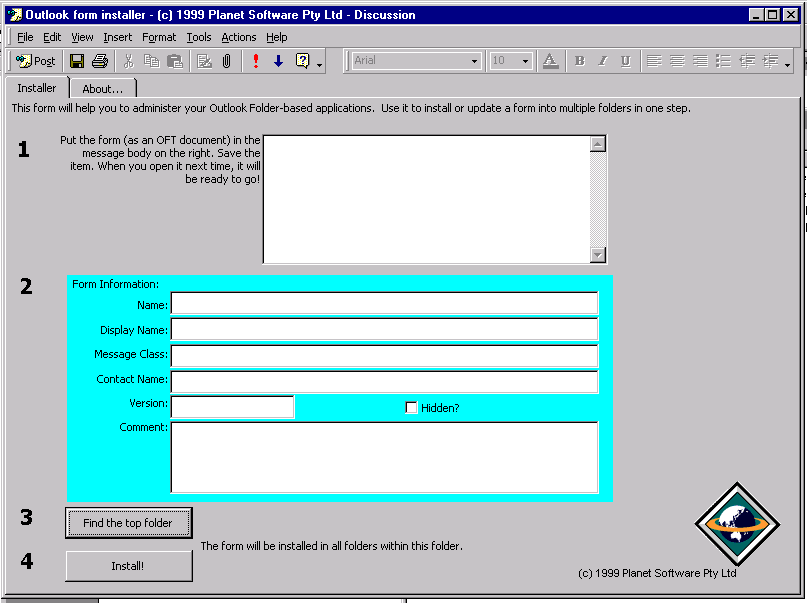 Outlook form installer - (c) 1999 Planet Software Pty Ltd - Discussion
File Edit View Insert Format Tools Actions Help
Post Arial 10 A B I U
Installer About...
This form will help you to administer your Outlook Folder-based applications. Use it to install or update a form into multiple folders in one step.
1
Put the form (as an OFT document) in the
message body on the right. Save the
item. When you open it next time, it will
be ready to go!
2
Form Information:
Name:
Display Name:
Message Class:
Contact Name:
Version:
Hidden?
Comment:
3
Find the top folder
The form will be installed in all folders within this folder.
4
Install!
(c) 1999 Planet Software Pty Ltd